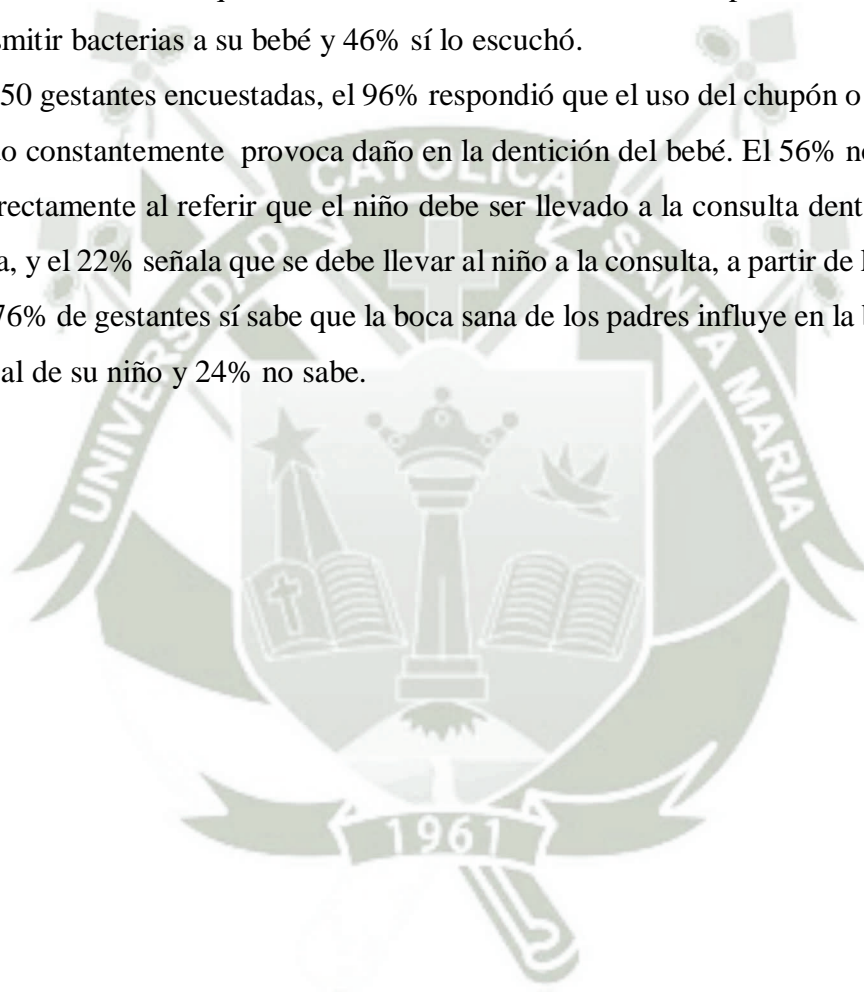 smitir bacterias a su bebé y 46% sí lo escuchó.
50 gestantes encuestadas, el 96% respondió que el uso del chupón o
o constantemente provoca daño en la dentición del bebé. El 56% no
rectamente al referir que el niño debe ser llevado a la consulta dent
a, y el 22% señala que se debe llevar al niño a la consulta, a partir de l
76% de gestantes sí sabe que la boca sana de los padres influye en la b
al de su niño y 24% no sabe.
UNIVERSIDAD CATOLICA SANTA MARIA
1961